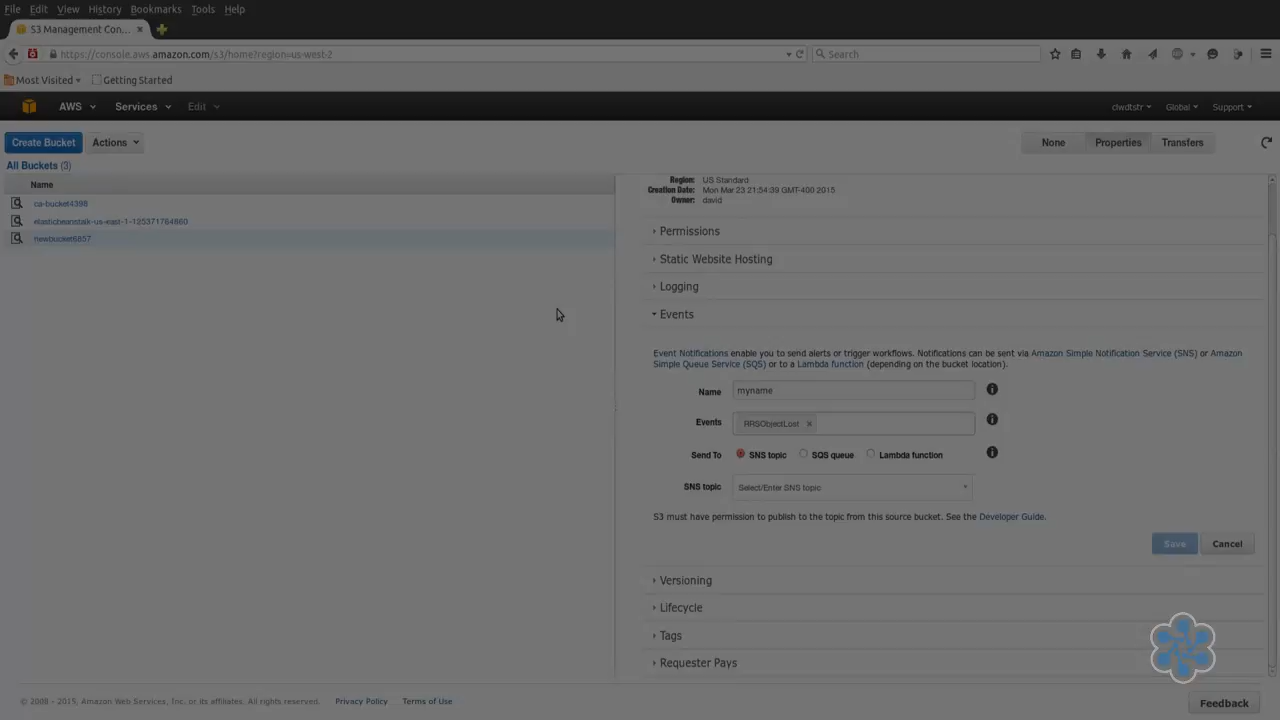 File Edit View History Bookmarks Tools Help
S3 Management Con... ×
https://console.aws.amazon.com/s3/home?region=us-west-2 Search
Most Visited Getting Started
AWS Services Edit clwdtstr Global Support
Create Bucket Actions None Properties Transfers
All Buckets (3)
Name
ca-bucket4398
elasticbeanstalk-us-east-1-125371764860
newbucket6857
Region: US Standard
Creation Date: Mon Mar 23 21:54:39 GMT-400 2015
Owner: david
Permissions
Static Website Hosting
Logging
Events
Event Notifications enable you to send alerts or trigger workflows. Notifications can be sent via Amazon Simple Notification Service (SNS) or Amazon
Simple Queue Service (SQS) or to a Lambda function (depending on the bucket location).
Name myname
Events RRSObjectLost ×
Send To SNS topic SQS queue Lambda function
SNS topic Select/Enter SNS topic
S3 must have permission to publish to the topic from this source bucket. See the Developer Guide.
Save Cancel
Versioning
Lifecycle
Tags
Requester Pays
© 2008 - 2015, Amazon Web Services, Inc. or its affiliates. All rights reserved. Privacy Policy Terms of Use
Feedback